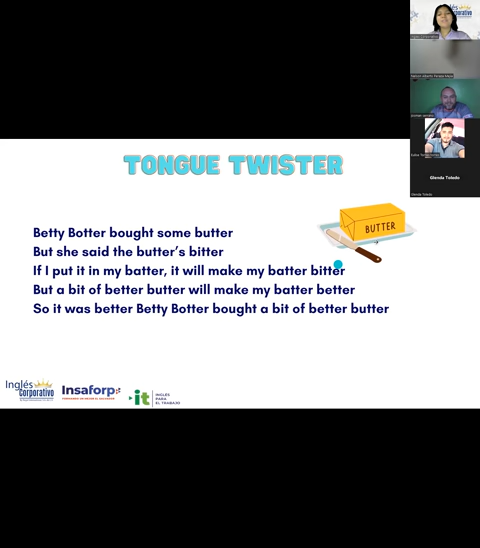 TONGUE TWISTER
BUTTER
Betty Botter bought some butter
But she said the butter's bitter
If I put it in my batter, it will make my batter bitter
But a bit of better butter will make my batter better
So it was better Betty Botter bought a bit of better butter
Inglés
corporativo
Insaforp
it
INGLÉS
PARA
EL TRABAJO
Glenda Toledo
Glenda Toledo